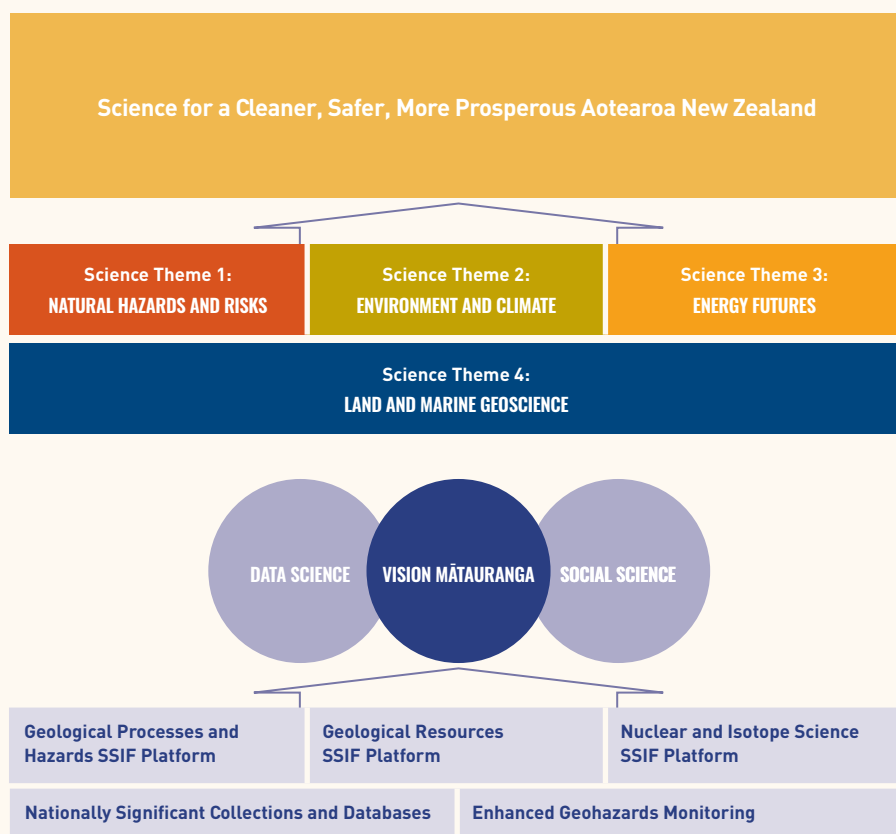 Science for a Cleaner, Safer, More Prosperous Aotearoa New Zealand
Science Theme 1:
NATURAL HAZARDS AND RISKS
Science Theme 2:
ENVIRONMENT AND CLIMATE
Science Theme 3:
ENERGY FUTURES
Science Theme 4:
LAND AND MARINE GEOSCIENCE
DATA SCIENCE
VISION MĀTAURANGA
SOCIAL SCIENCE
Geological Processes and
Hazards SSIF Platform
Geological Resources
SSIF Platform
Nuclear and Isotope Science
SSIF Platform
Nationally Significant Collections and Databases
Enhanced Geohazards Monitoring